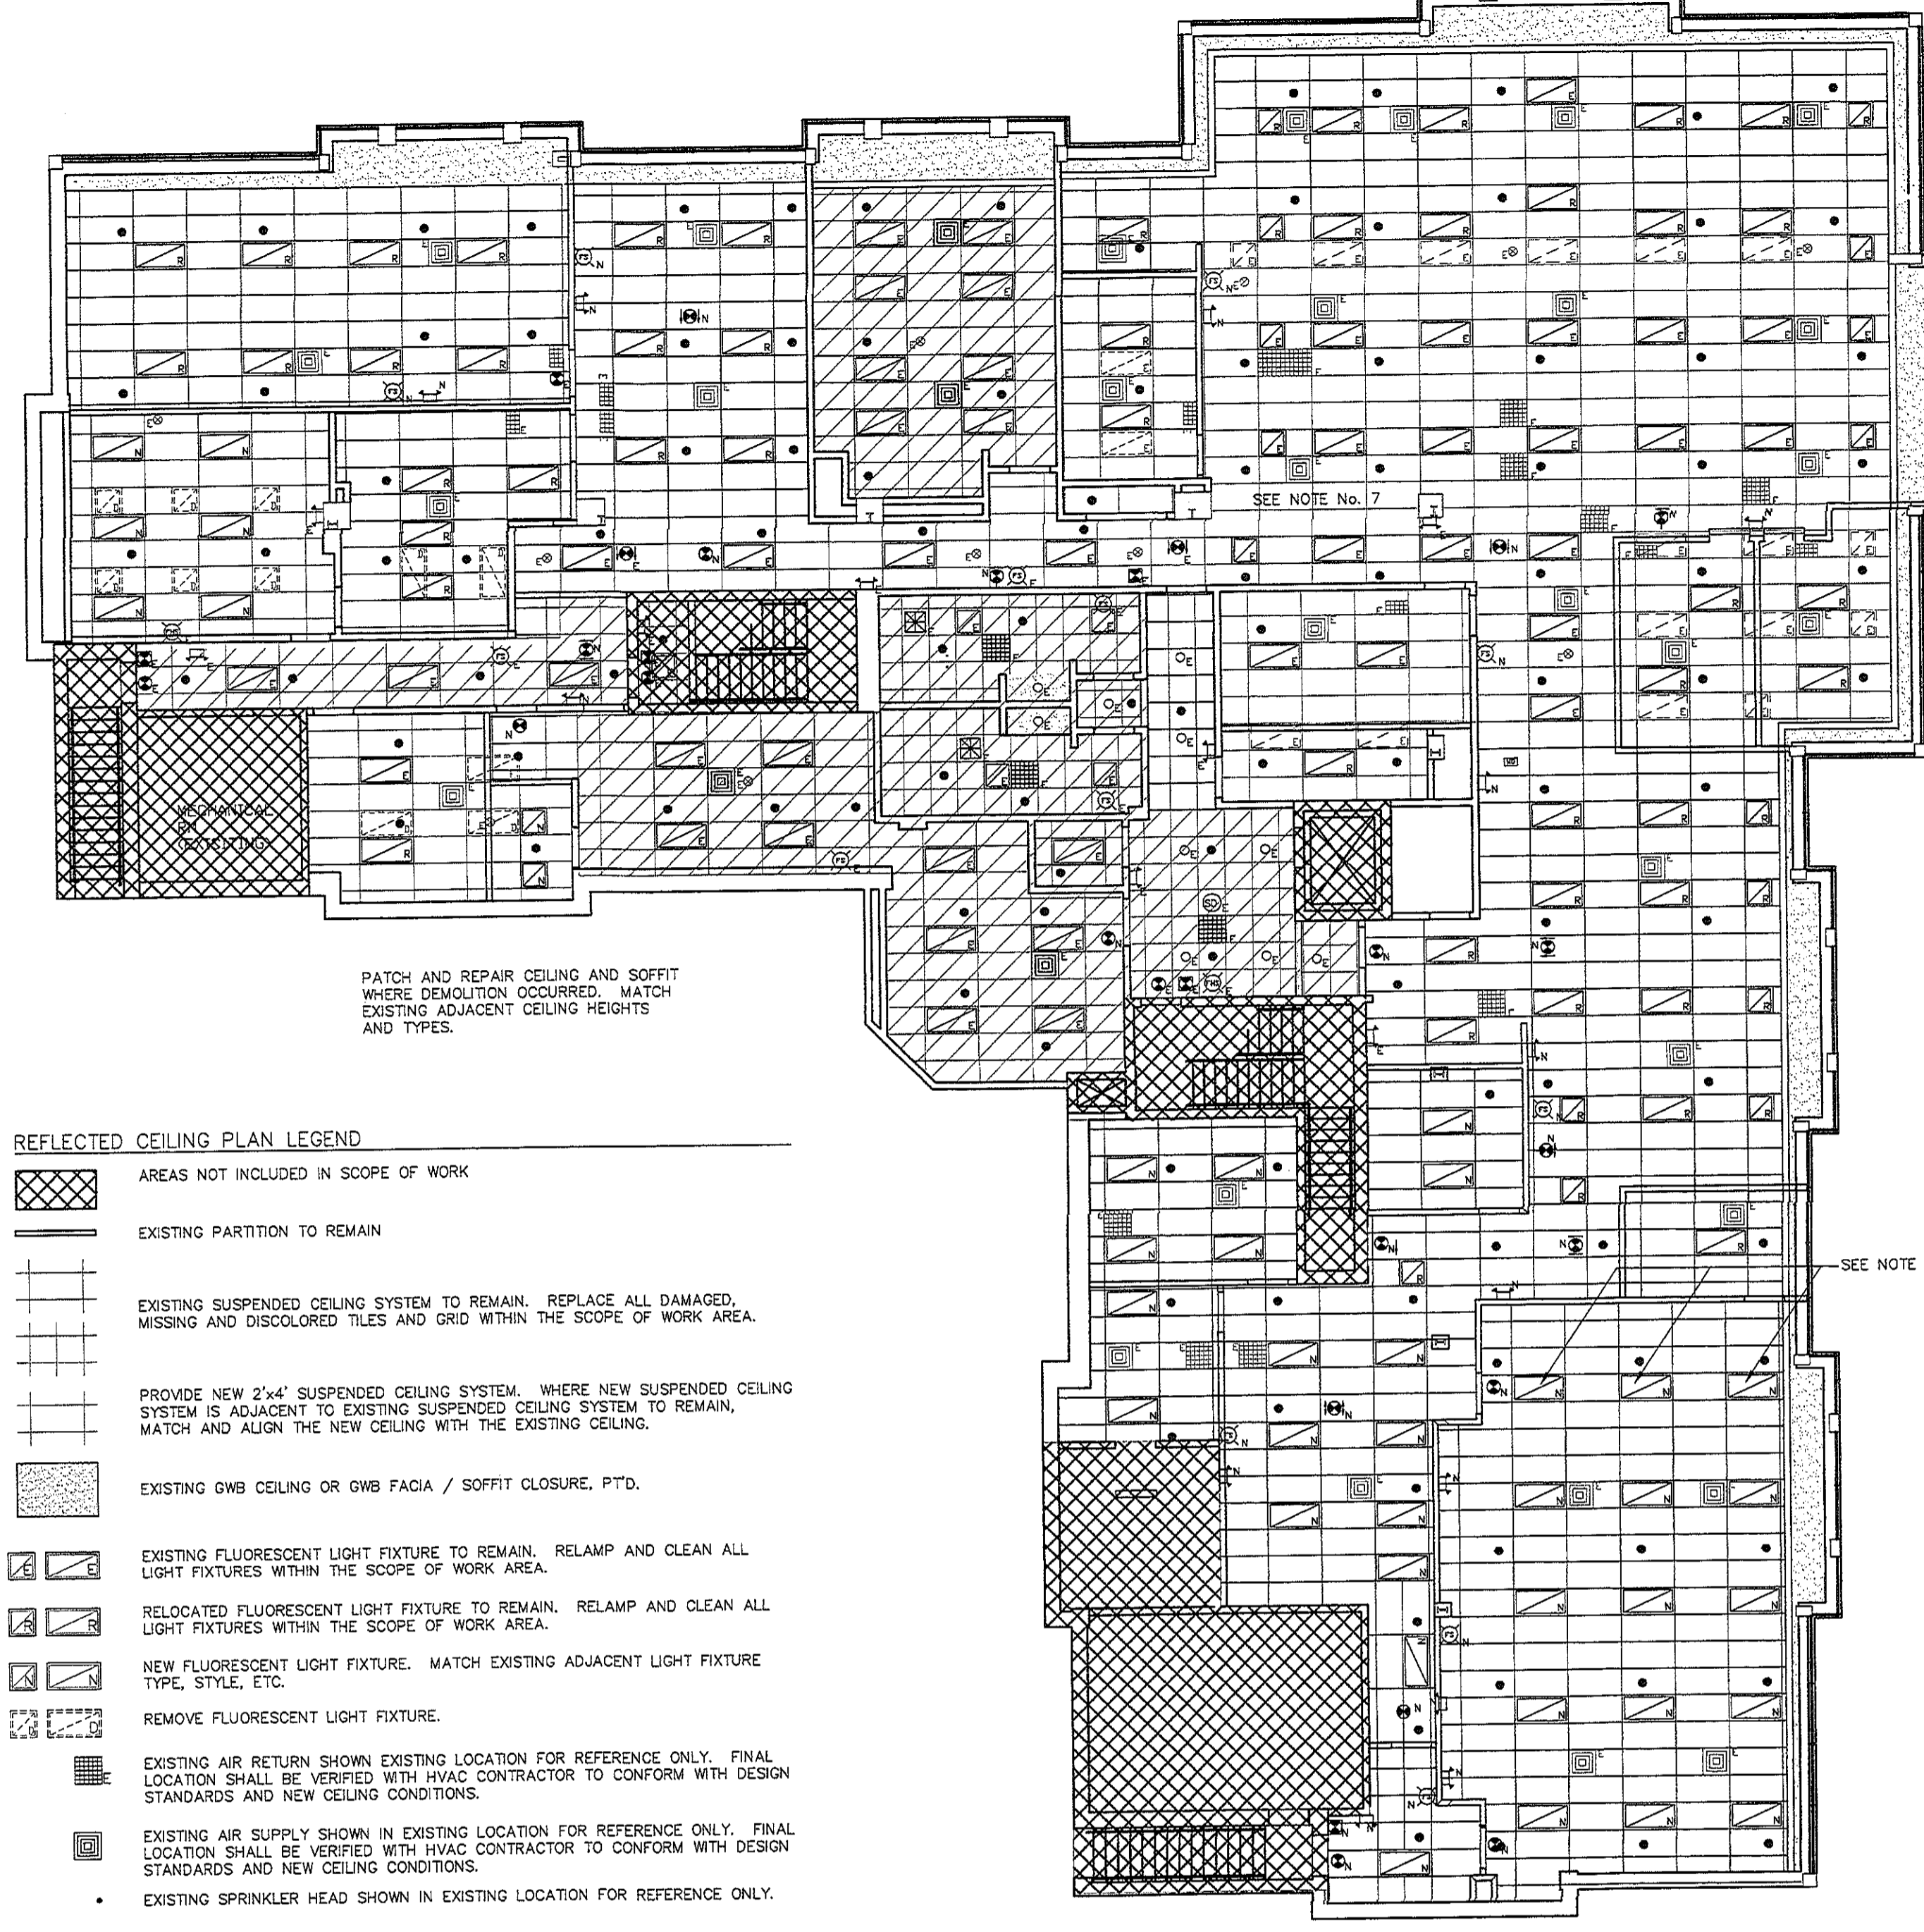 SEE NOTE No. 7
MECHANICAL
RM
(EXISITING)
PATCH AND REPAIR CEILING AND SOFFIT
WHERE DEMOLITION OCCURRED. MATCH
EXISTING ADJACENT CEILING HEIGHTS
AND TYPES.
SEE NOTE
REFLECTED CEILING PLAN LEGEND
AREAS NOT INCLUDED IN SCOPE OF WORK
EXISTING PARTITION TO REMAIN
EXISTING SUSPENDED CEILING SYSTEM TO REMAIN. REPLACE ALL DAMAGED,
MISSING AND DISCOLORED TILES AND GRID WITHIN THE SCOPE OF WORK AREA.
PROVIDE NEW 2'x4' SUSPENDED CEILING SYSTEM. WHERE NEW SUSPENDED CEILING
SYSTEM IS ADJACENT TO EXISTING SUSPENDED CEILING SYSTEM TO REMAIN,
MATCH AND ALIGN THE NEW CEILING WITH THE EXISTING CEILING.
EXISTING GWB CEILING OR GWB FACIA / SOFFIT CLOSURE, PT'D.
E E EXISTING FLUORESCENT LIGHT FIXTURE TO REMAIN. RELAMP AND CLEAN ALL
LIGHT FIXTURES WITHIN THE SCOPE OF WORK AREA.
R R RELOCATED FLUORESCENT LIGHT FIXTURE TO REMAIN. RELAMP AND CLEAN ALL
LIGHT FIXTURES WITHIN THE SCOPE OF WORK AREA.
N N NEW FLUORESCENT LIGHT FIXTURE. MATCH EXISTING ADJACENT LIGHT FIXTURE
TYPE, STYLE, ETC.
D D REMOVE FLUORESCENT LIGHT FIXTURE.
E EXISTING AIR RETURN SHOWN EXISTING LOCATION FOR REFERENCE ONLY. FINAL
LOCATION SHALL BE VERIFIED WITH HVAC CONTRACTOR TO CONFORM WITH DESIGN
STANDARDS AND NEW CEILING CONDITIONS.
EXISTING AIR SUPPLY SHOWN IN EXISTING LOCATION FOR REFERENCE ONLY. FINAL
LOCATION SHALL BE VERIFIED WITH HVAC CONTRACTOR TO CONFORM WITH DESIGN
STANDARDS AND NEW CEILING CONDITIONS.
EXISTING SPRINKLER HEAD SHOWN IN EXISTING LOCATION FOR REFERENCE ONLY.